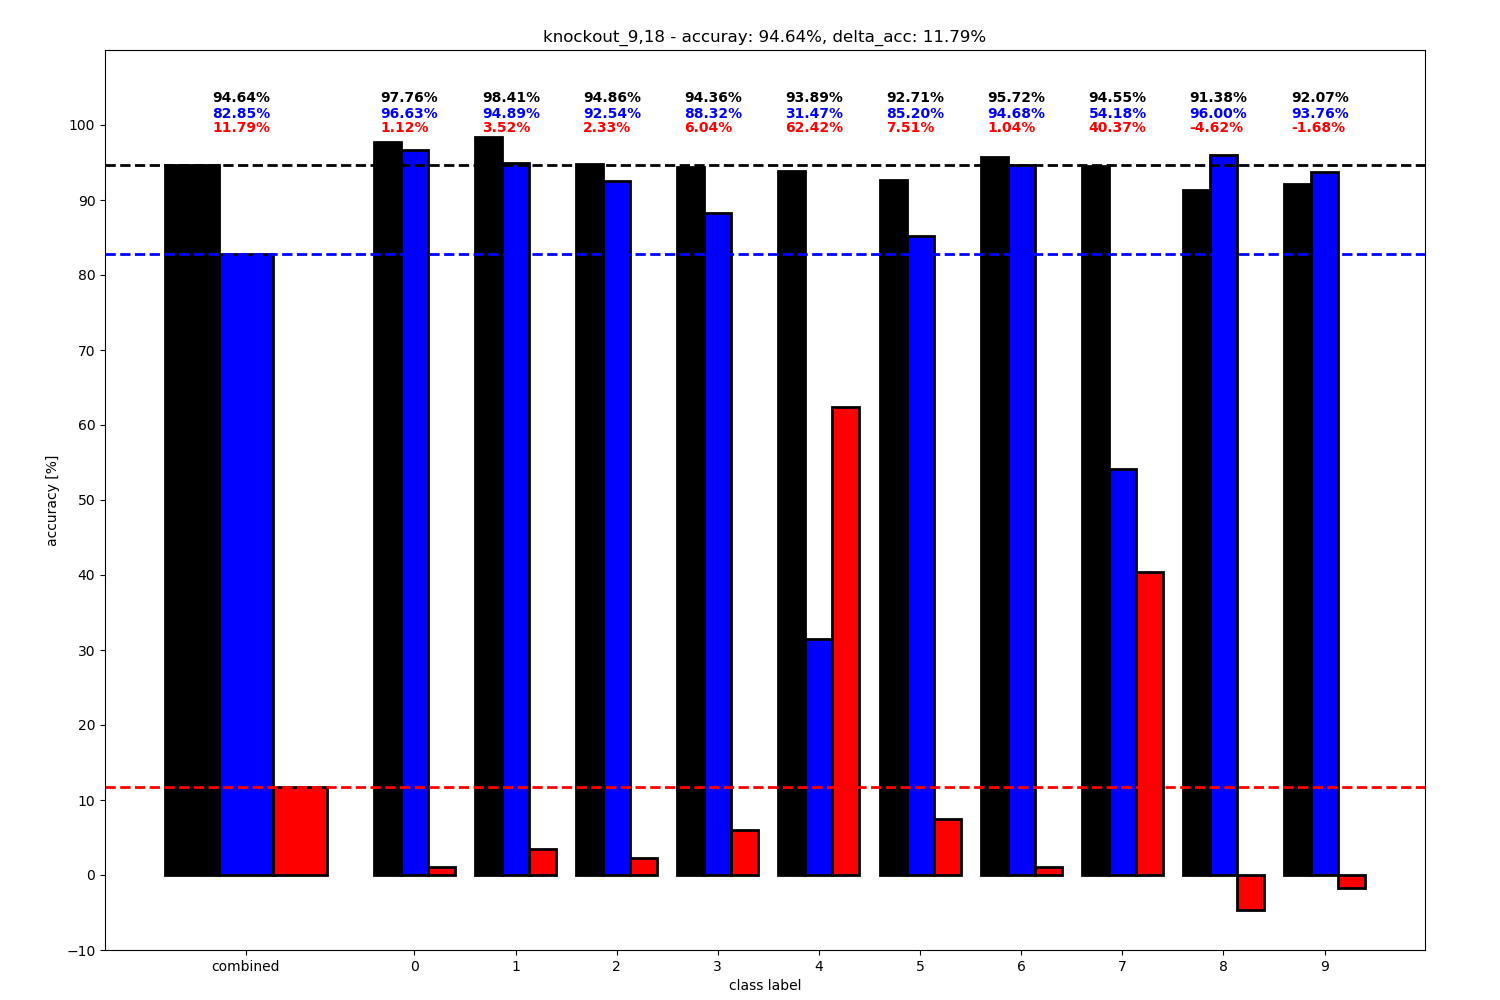 knockout_9,18 - accuray: 94.64%, delta_acc: 11.79%
94.64% 97.76% 98.41% 94.86% 94.36% 93.89% 92.71% 95.72% 94.55% 91.38% 92.07%
82.85% 96.63% 94.89% 92.54% 88.32% 31.47% 85.20% 94.68% 54.18% 96.00% 93.76%
11.79% 1.12% 3.52% 2.33% 6.04% 62.42% 7.51% 1.04% 40.37% -4.62% -1.68%
100
90
80
70
60
50
40
30
20
10
0
−10
accuracy [%]
combined 0 1 2 3 4 5 6 7 8 9
class label